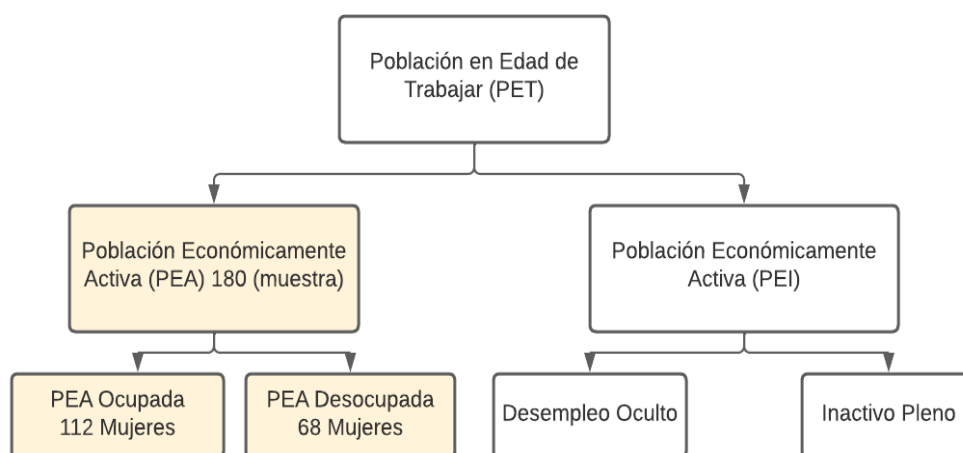 Población en Edad de
Trabajar (PET)
Población Económicamente
Activa (PEA) 180 (muestra)
Población Económicamente
Activa (PEI)
PEA Ocupada
112 Mujeres
PEA Desocupada
68 Mujeres
Desempleo Oculto
Inactivo Pleno